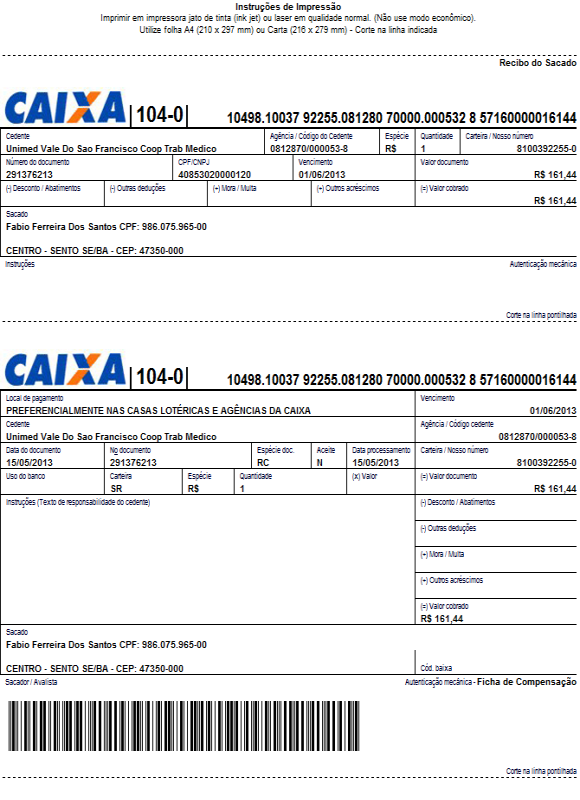 Instruções de Impressão
Imprimir em impressora jato de tinta (ink jet) ou laser em qualidade normal. (Não use modo econômico).
Utilize folha A4 (210 x 297 mm) ou Carta (216 x 279 mm) - Corte na linha indicada
Recibo do Sacado
CAIXA |104-0| 10498.10037 92255.081280 70000.000532 8 57160000016144
Cedente Agência / Código do Cedente Espécie Quantidade Carteira / Nosso número
Unimed Vale Do Sao Francisco Coop Trab Medico 0812870/000053-8 R$ 1 8100392255-0
Número do documento CPF/CNPJ Vencimento Valor documento
291376213 40853020000120 01/06/2013 R$ 161,44
(-) Desconto / Abatimentos (-) Outras deduções (+) Mora / Multa (+) Outros acréscimos (=) Valor cobrado
R$ 161,44
Sacado
Fabio Ferreira Dos Santos CPF: 986.075.965-00
CENTRO - SENTO SE/BA - CEP: 47350-000
Instruções Autenticação mecânica
Corte na linha pontilhada
CAIXA |104-0| 10498.10037 92255.081280 70000.000532 8 57160000016144
Local de pagamento Vencimento
PREFERENCIALMENTE NAS CASAS LOTÉRICAS E AGÊNCIAS DA CAIXA 01/06/2013
Cedente Agência / Código cedente
Unimed Vale Do Sao Francisco Coop Trab Medico 0812870/000053-8
Data do documento No documento Espécie doc. Aceite Data processamento Carteira / Nosso número
15/05/2013 291376213 RC N 15/05/2013 8100392255-0
Uso do banco Carteira Espécie Quantidade (x) Valor (=) Valor documento
SR R$ 1 R$ 161,44
Instruções (Texto de responsabilidade do cedente) (-) Desconto / Abatimentos
(-) Outras deduções
(+) Mora / Multa
(+) Outros acréscimos
(=) Valor cobrado
R$ 161,44
Sacado
Fabio Ferreira Dos Santos CPF: 986.075.965-00
CENTRO - SENTO SE/BA - CEP: 47350-000 Cód. baixa
Sacador / Avalista Autenticação mecânica - Ficha de Compensação
Corte na linha pontilhada